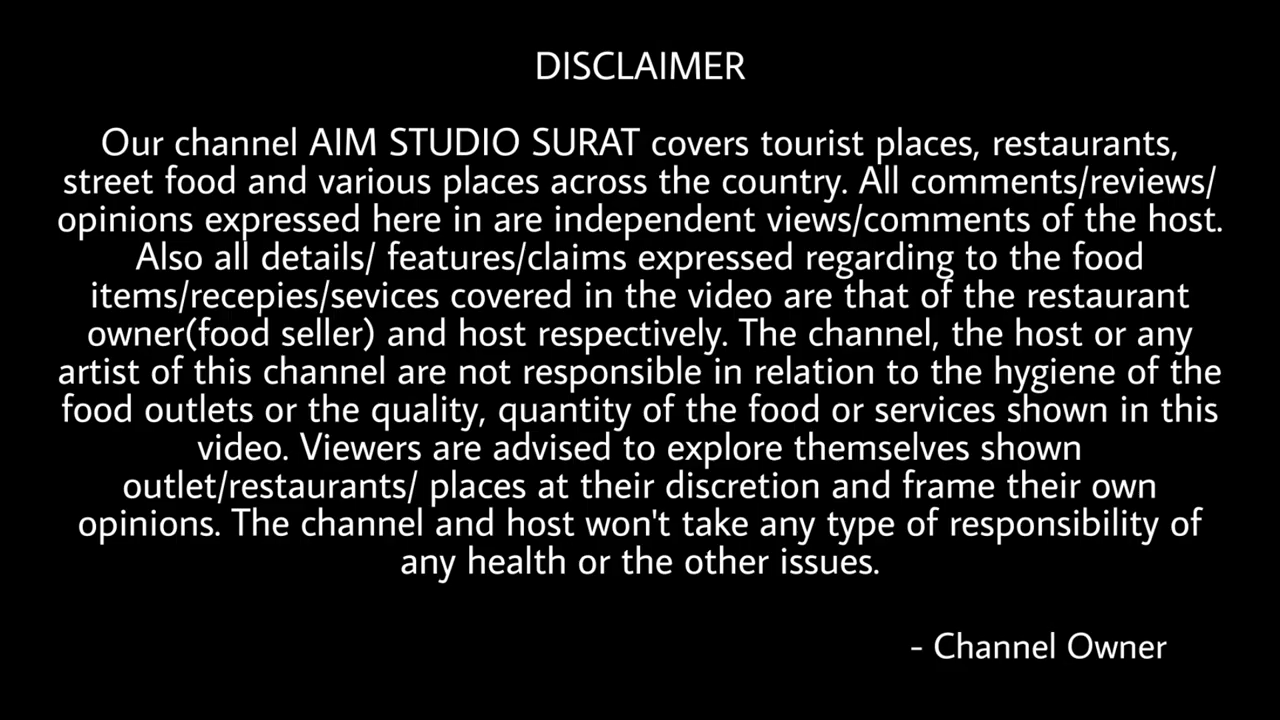 DISCLAIMER
Our channel AIM STUDIO SURAT covers tourist places, restaurants,
street food and various places across the country. All comments/reviews/
opinions expressed here in are independent views/comments of the host.
Also all details/ features/claims expressed regarding to the food
items/recepies/sevices covered in the video are that of the restaurant
owner(food seller) and host respectively. The channel, the host or any
artist of this channel are not responsible in relation to the hygiene of the
food outlets or the quality, quantity of the food or services shown in this
video. Viewers are advised to explore themselves shown
outlet/restaurants/ places at their discretion and frame their own
opinions. The channel and host won't take any type of responsibility of
any health or the other issues.
- Channel Owner